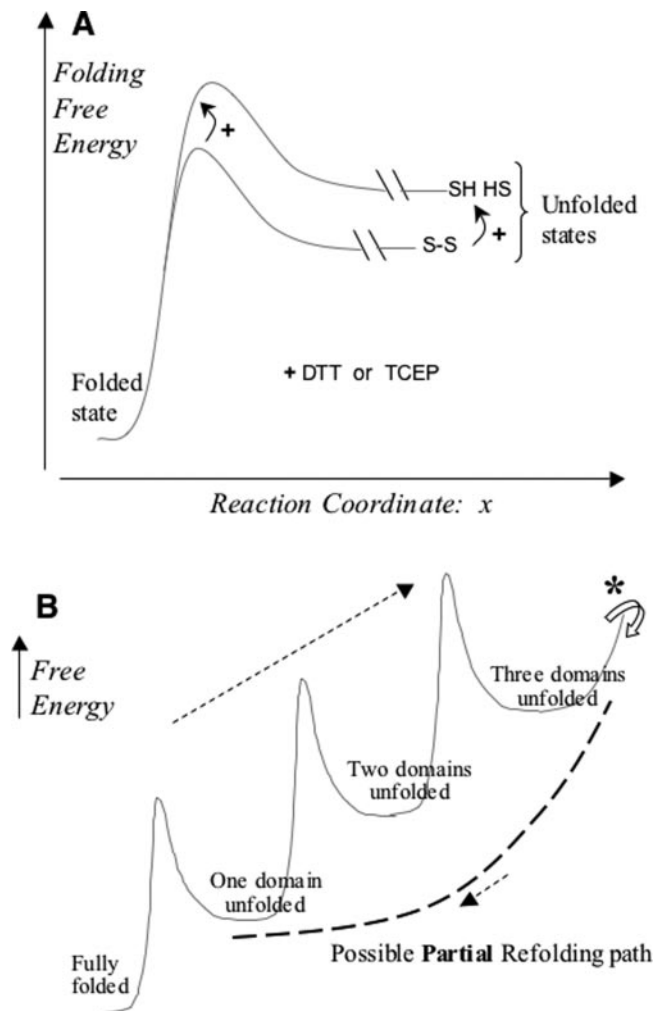 A
Folding
Free
Energy
+
SH HS
S-S
+
Unfolded
states
Folded
state
+ DTT or TCEP
Reaction Coordinate: x
B
*
Free
Energy
Three domains
unfolded
Two domains
unfolded
One domain
unfolded
Fully
folded
Possible Partial Refolding path